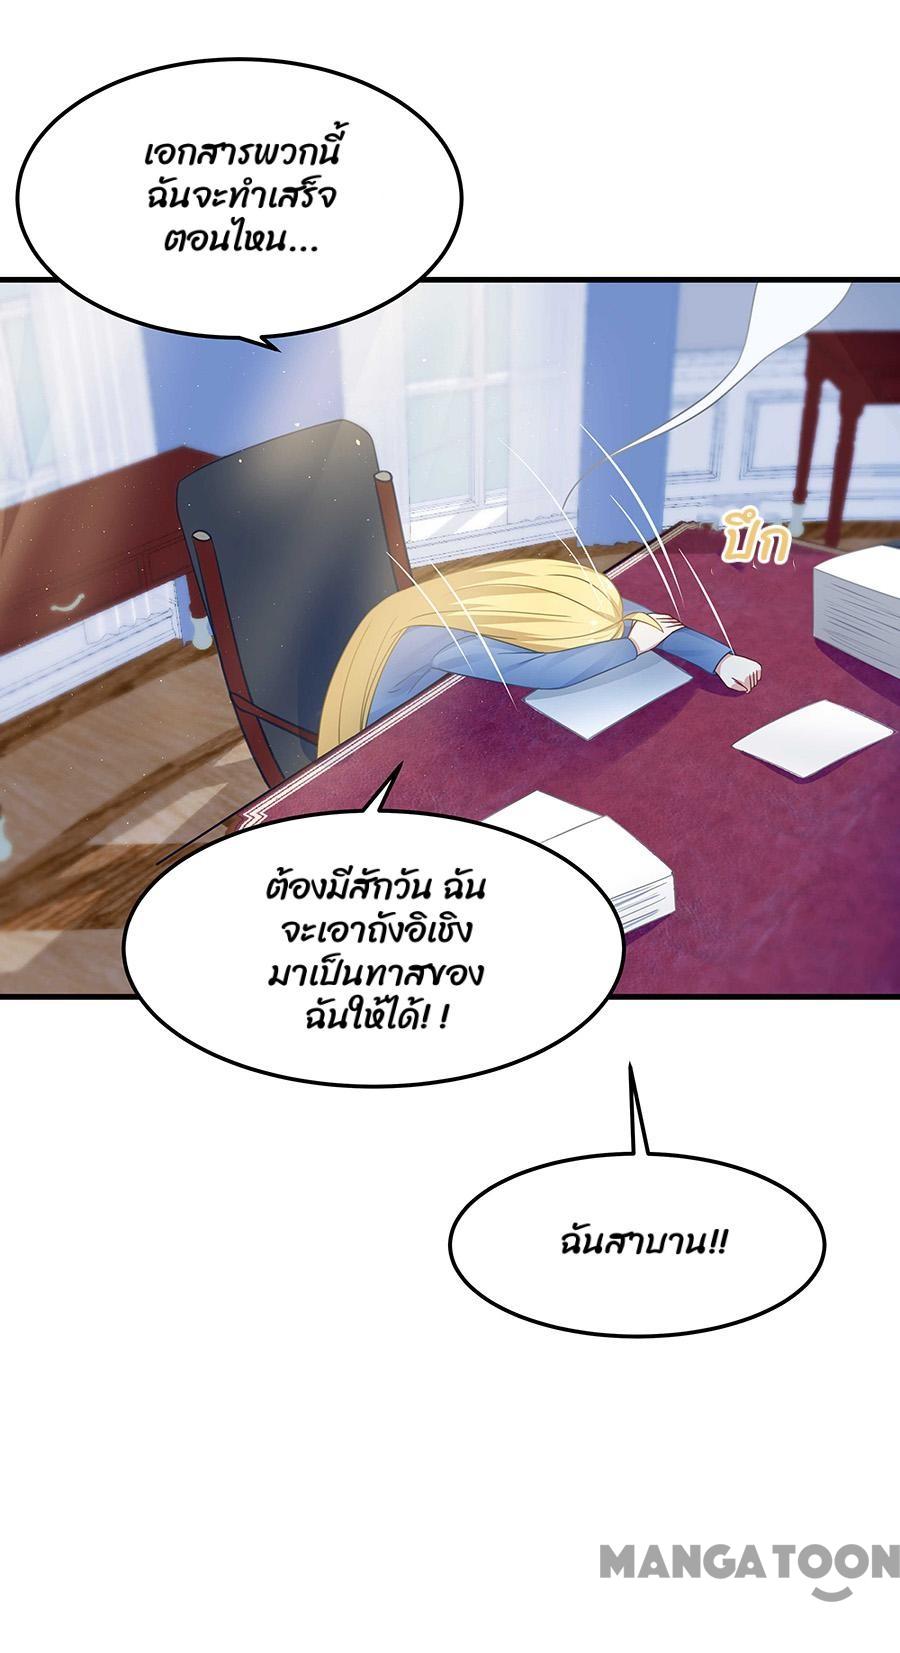 เอกสารพวกนี้
ฉันจะทำเสร็จ
ตอนไหน...
ปึก
ต้องมีสักวัน ฉัน
จะเอาถังอิเชิง
มาเป็นทาสของ
ฉันให้ได้! !
ฉันสาบาน!!
MANGATOON